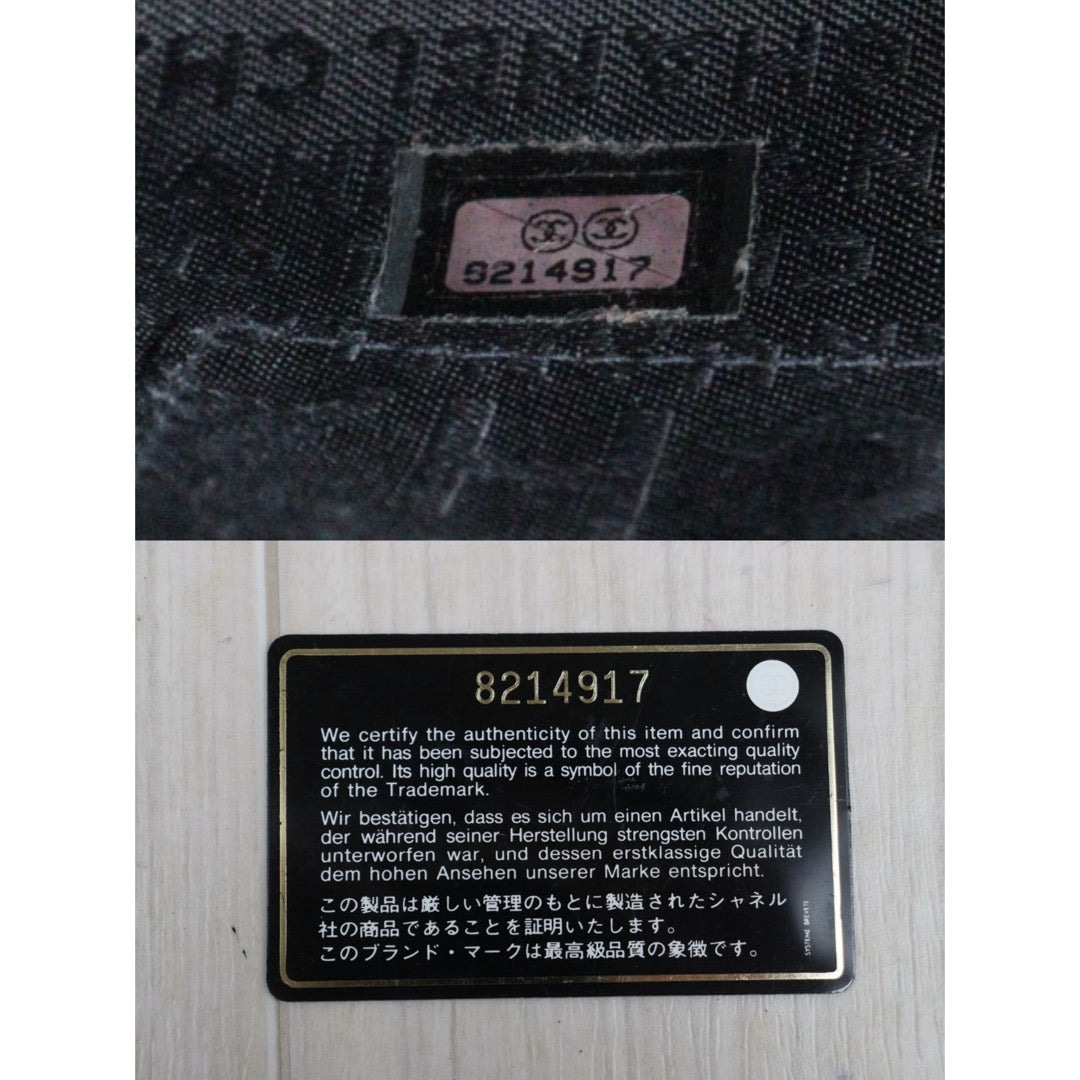 CHANEL CHA
8214917
8214917
We certify the authenticity of this item and confirm
that it has been subjected to the most exacting quality
control. Its high quality is a symbol of the fine reputation
of the Trademark.
Wir bestätigen, dass es sich um einen Artikel handelt,
der während seiner Herstellung strengsten Kontrollen
unterworfen war, und dessen erstklassige Qualität
dem hohen Ansehen unserer Marke entspricht.
この製品は厳しい管理のもとに製造されたシャネル
社の商品であることを証明いたします。
このブランド・マークは最高級品質の象徴です。
SYSTEME BREVETE